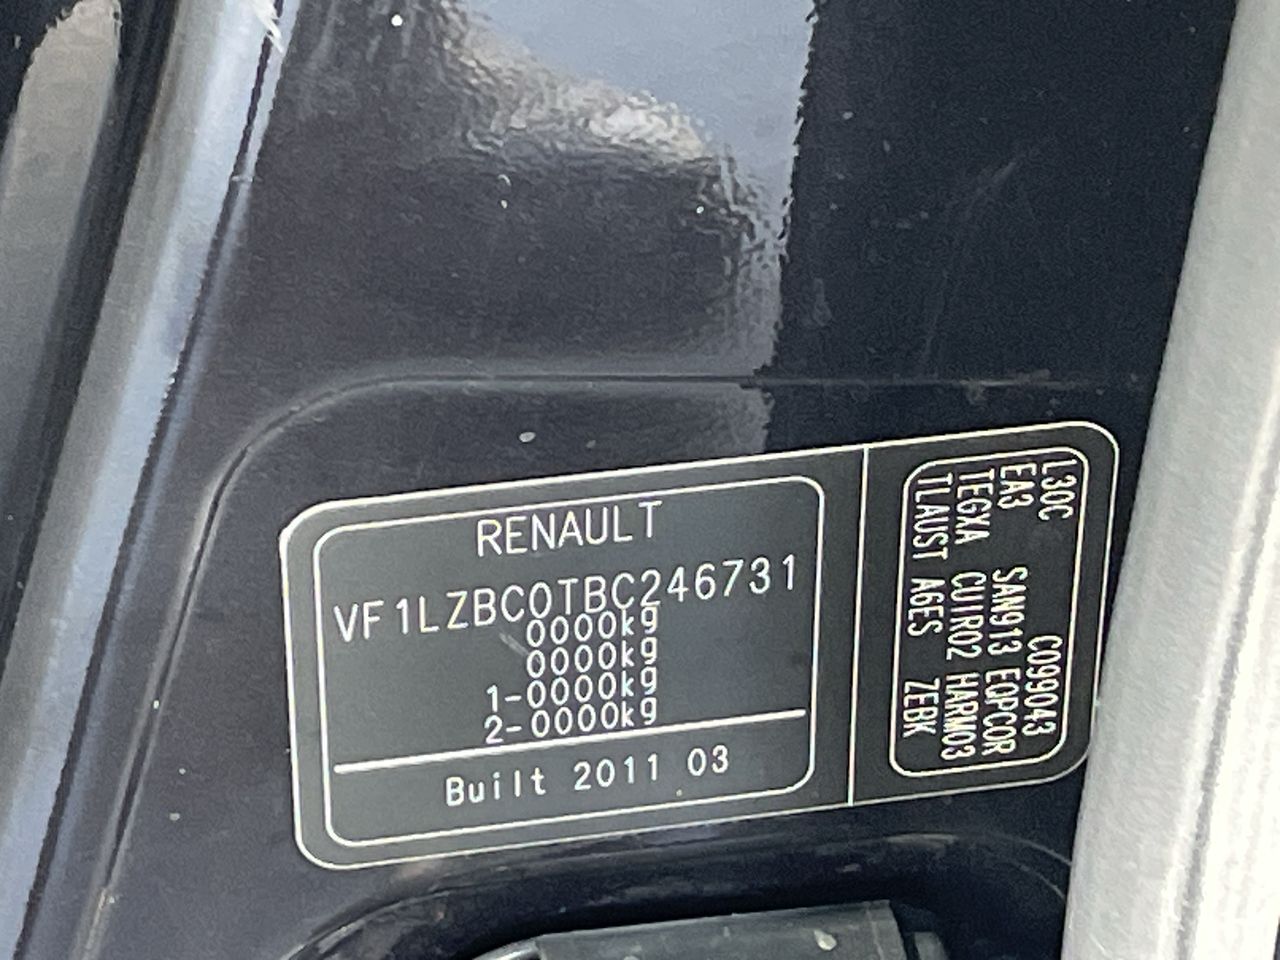 RENAULT
VF1LZBC0TBC246731
0000kg
0000kg
1-0000kg
2-0000kg
Built 2011 03
L30C C099043
EA3 SAN913 EQPCOR
TEGXA CUIR02 HARM03
TLAUST A6ES ZEBK